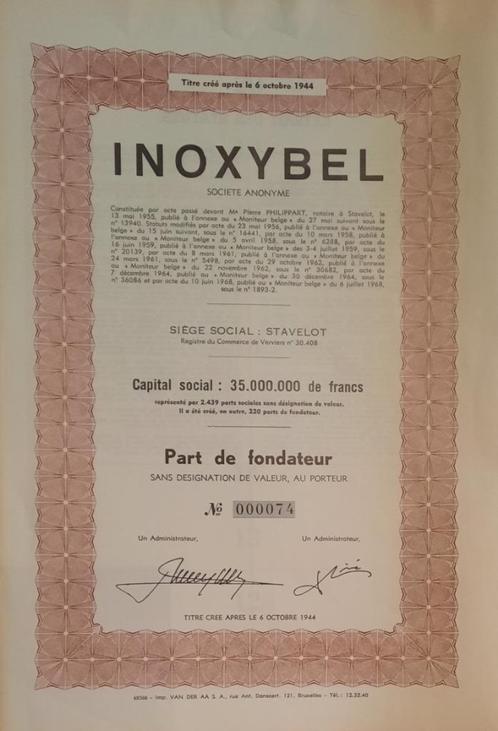 Titre créé après le 6 octobre 1944
INOXYBEL
SOCIETE ANONYME
Constituée par acte passé devant Me Pierre PHILIPPART, notaire à Stavelot, le
13 mai 1955, publié à l'annexe au « Moniteur belge » du 27 mai suivant sous le
n° 13940. Statuts modifiés par acte du 23 mai 1956, publié à l'annexe au « Moniteur
belge » du 15 juin suivant, sous le n° 16441, par acte du 10 mars 1958, publié à
l'annexe au « Moniteur belge » du 5 avril 1958, sous le n° 6288, par acte du
16 juin 1959, publié à l'annexe au « Moniteur belge » des 3-4 juillet 1959, sous le
n° 20139, par acte du 8 mars 1961, publié à l'annexe au « Moniteur belge » du
24 mars 1961, sous le n° 5498, par acte du 29 octobre 1962, publié à l'annexe
au « Moniteur belge » du 22 novembre 1962, sous le n° 30682, par acte du
7 décembre 1964, publié au « Moniteur belge » du 30 décembre 1964, sous le
n° 36086 et par acte du 10 juin 1968, publié au « Moniteur belge » du 6 juillet 1968,
sous le n° 1893-2.
SIÈGE SOCIAL : STAVELOT
Registre du Commerce de Verviers n° 30.408
Capital social : 35.000.000 de francs
représenté par 2.439 parts sociales sans désignation de valeur.
Il a été créé, en outre, 220 parts de fondateur.
Part de fondateur
SANS DESIGNATION DE VALEUR, AU PORTEUR
№ 000074
Un Administrateur, Un Administrateur,
TITRE CREE APRES LE 6 OCTOBRE 1944
68566 - Imp. VAN DER AA S. A., rue Ant. Dansaert, 121, Bruxelles - Tél. : 12.32.40